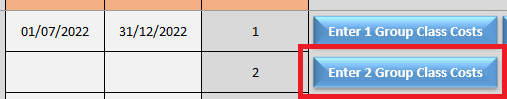 01/07/2022 31/12/2022 1 Enter 1 Group Class Costs
2 Enter 2 Group Class Costs